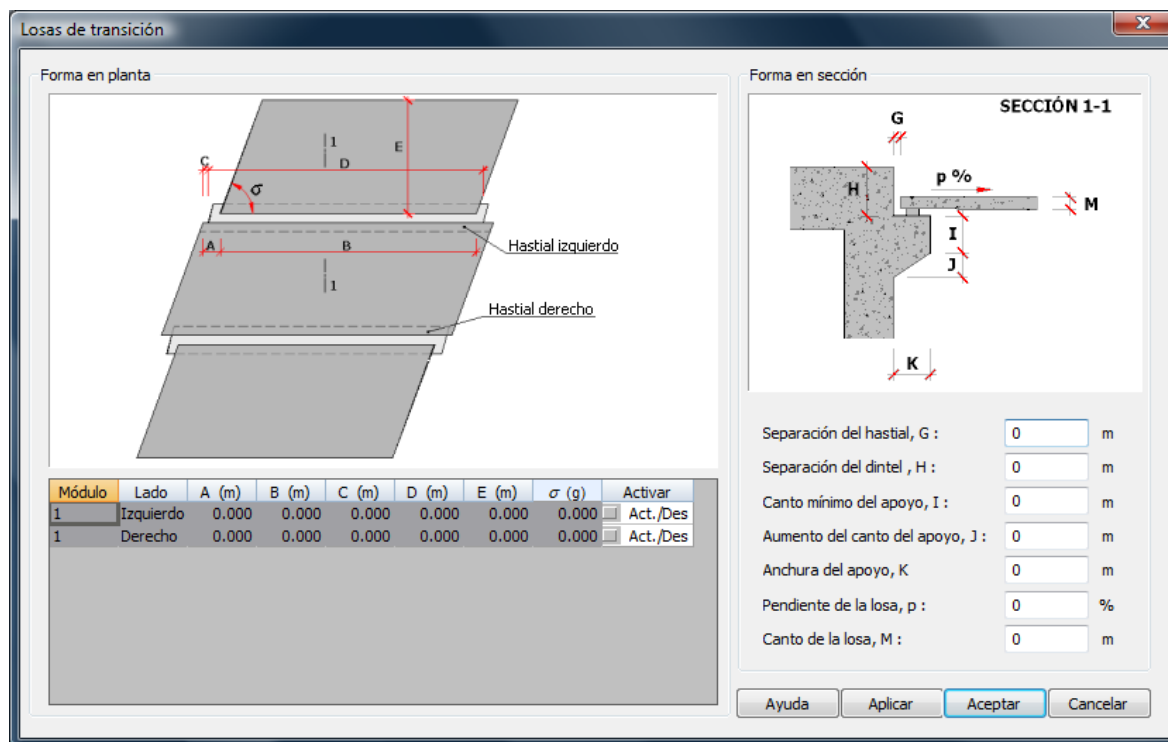 Losas de transición
Forma en planta
1
C
D
E
σ
A
B
Hastial izquierdo
1
Hastial derecho
Módulo Lado A (m) B (m) C (m) D (m) E (m) σ (g) Activar
1 Izquierdo 0.000 0.000 0.000 0.000 0.000 0.000 Act./Des
1 Derecho 0.000 0.000 0.000 0.000 0.000 0.000 Act./Des
Forma en sección
SECCIÓN 1-1
G
p %
H
M
I
J
K
Separación del hastial, G : 0 m
Separación del dintel , H : 0 m
Canto mínimo del apoyo, I : 0 m
Aumento del canto del apoyo, J : 0 m
Anchura del apoyo, K 0 m
Pendiente de la losa, p : 0 %
Canto de la losa, M : 0 m
Ayuda Aplicar Aceptar Cancelar